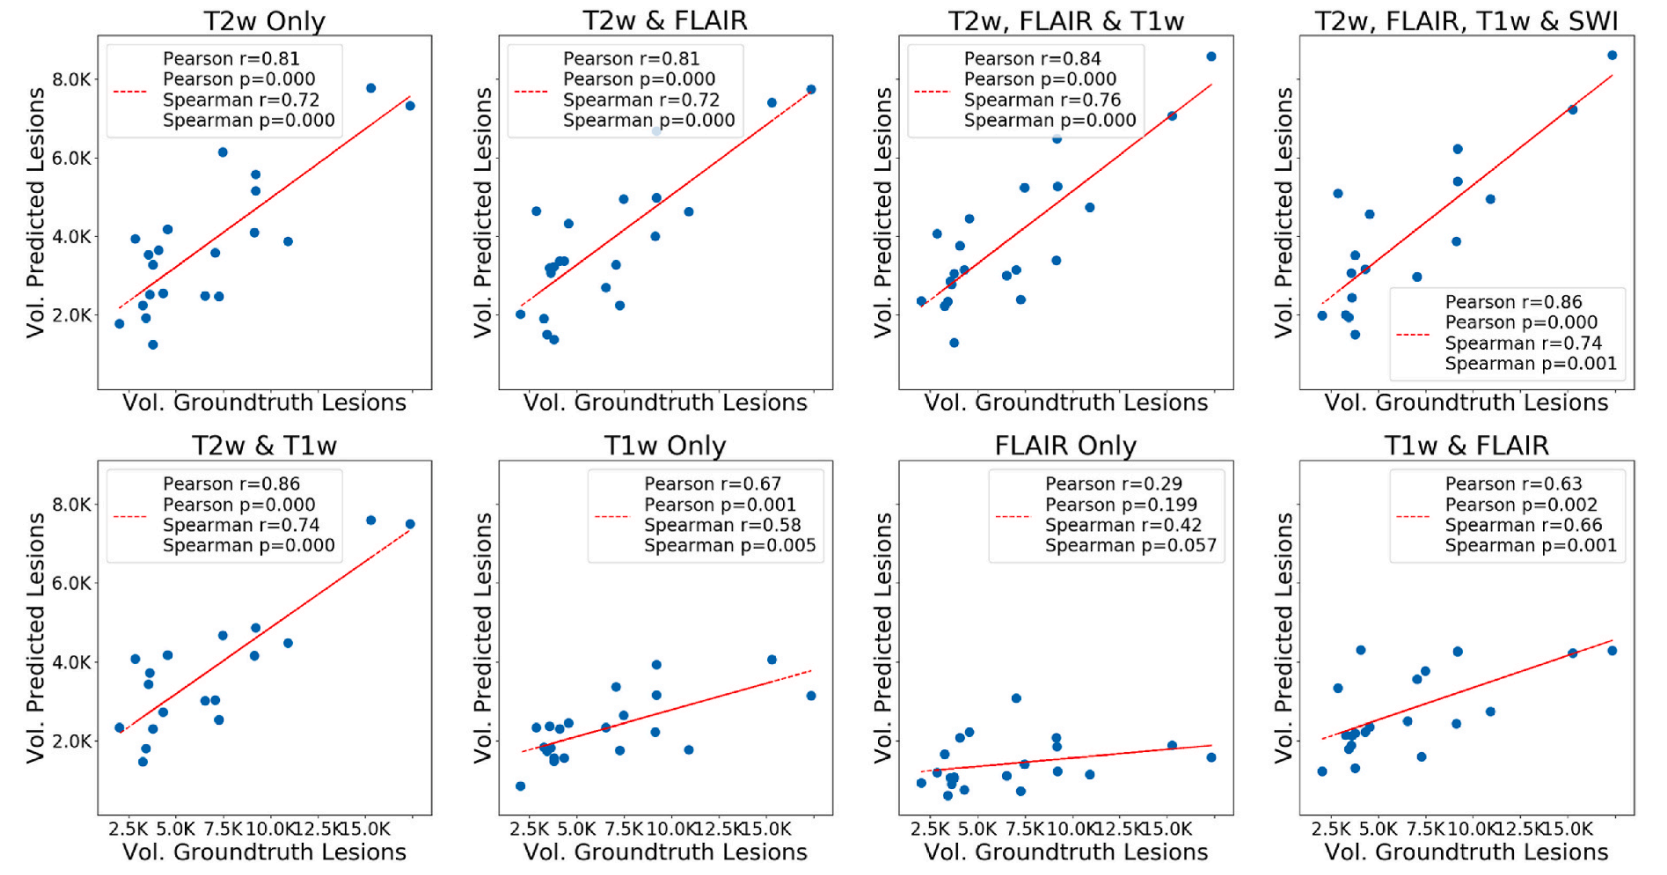 T2w Only
T2w & FLAIR
T2w, FLAIR & T1w
T2w, FLAIR, T1w & SWI
Vol. Predicted Lesions
8.0K
6.0K
4.0K
2.0K
Pearson r=0.81
Pearson p=0.000
Spearman r=0.72
Spearman p=0.000
Vol. Groundtruth Lesions
Vol. Predicted Lesions
Pearson r=0.81
Pearson p=0.000
Spearman r=0.72
Spearman p=0.000
Vol. Groundtruth Lesions
Vol. Predicted Lesions
Pearson r=0.84
Pearson p=0.000
Spearman r=0.76
Spearman p=0.000
Vol. Groundtruth Lesions
Vol. Predicted Lesions
Pearson r=0.86
Pearson p=0.000
Spearman r=0.74
Spearman p=0.001
Vol. Groundtruth Lesions
T2w & T1w
T1w Only
FLAIR Only
T1w & FLAIR
Vol. Predicted Lesions
8.0K
6.0K
4.0K
2.0K
Pearson r=0.86
Pearson p=0.000
Spearman r=0.74
Spearman p=0.000
2.5K 5.0K 7.5K 10.0K 12.5K 15.0K
Vol. Groundtruth Lesions
Vol. Predicted Lesions
Pearson r=0.67
Pearson p=0.001
Spearman r=0.58
Spearman p=0.005
2.5K 5.0K 7.5K 10.0K 12.5K 15.0K
Vol. Groundtruth Lesions
Vol. Predicted Lesions
Pearson r=0.29
Pearson p=0.199
Spearman r=0.42
Spearman p=0.057
2.5K 5.0K 7.5K 10.0K 12.5K 15.0K
Vol. Groundtruth Lesions
Vol. Predicted Lesions
Pearson r=0.63
Pearson p=0.002
Spearman r=0.66
Spearman p=0.001
2.5K 5.0K 7.5K 10.0K 12.5K 15.0K
Vol. Groundtruth Lesions